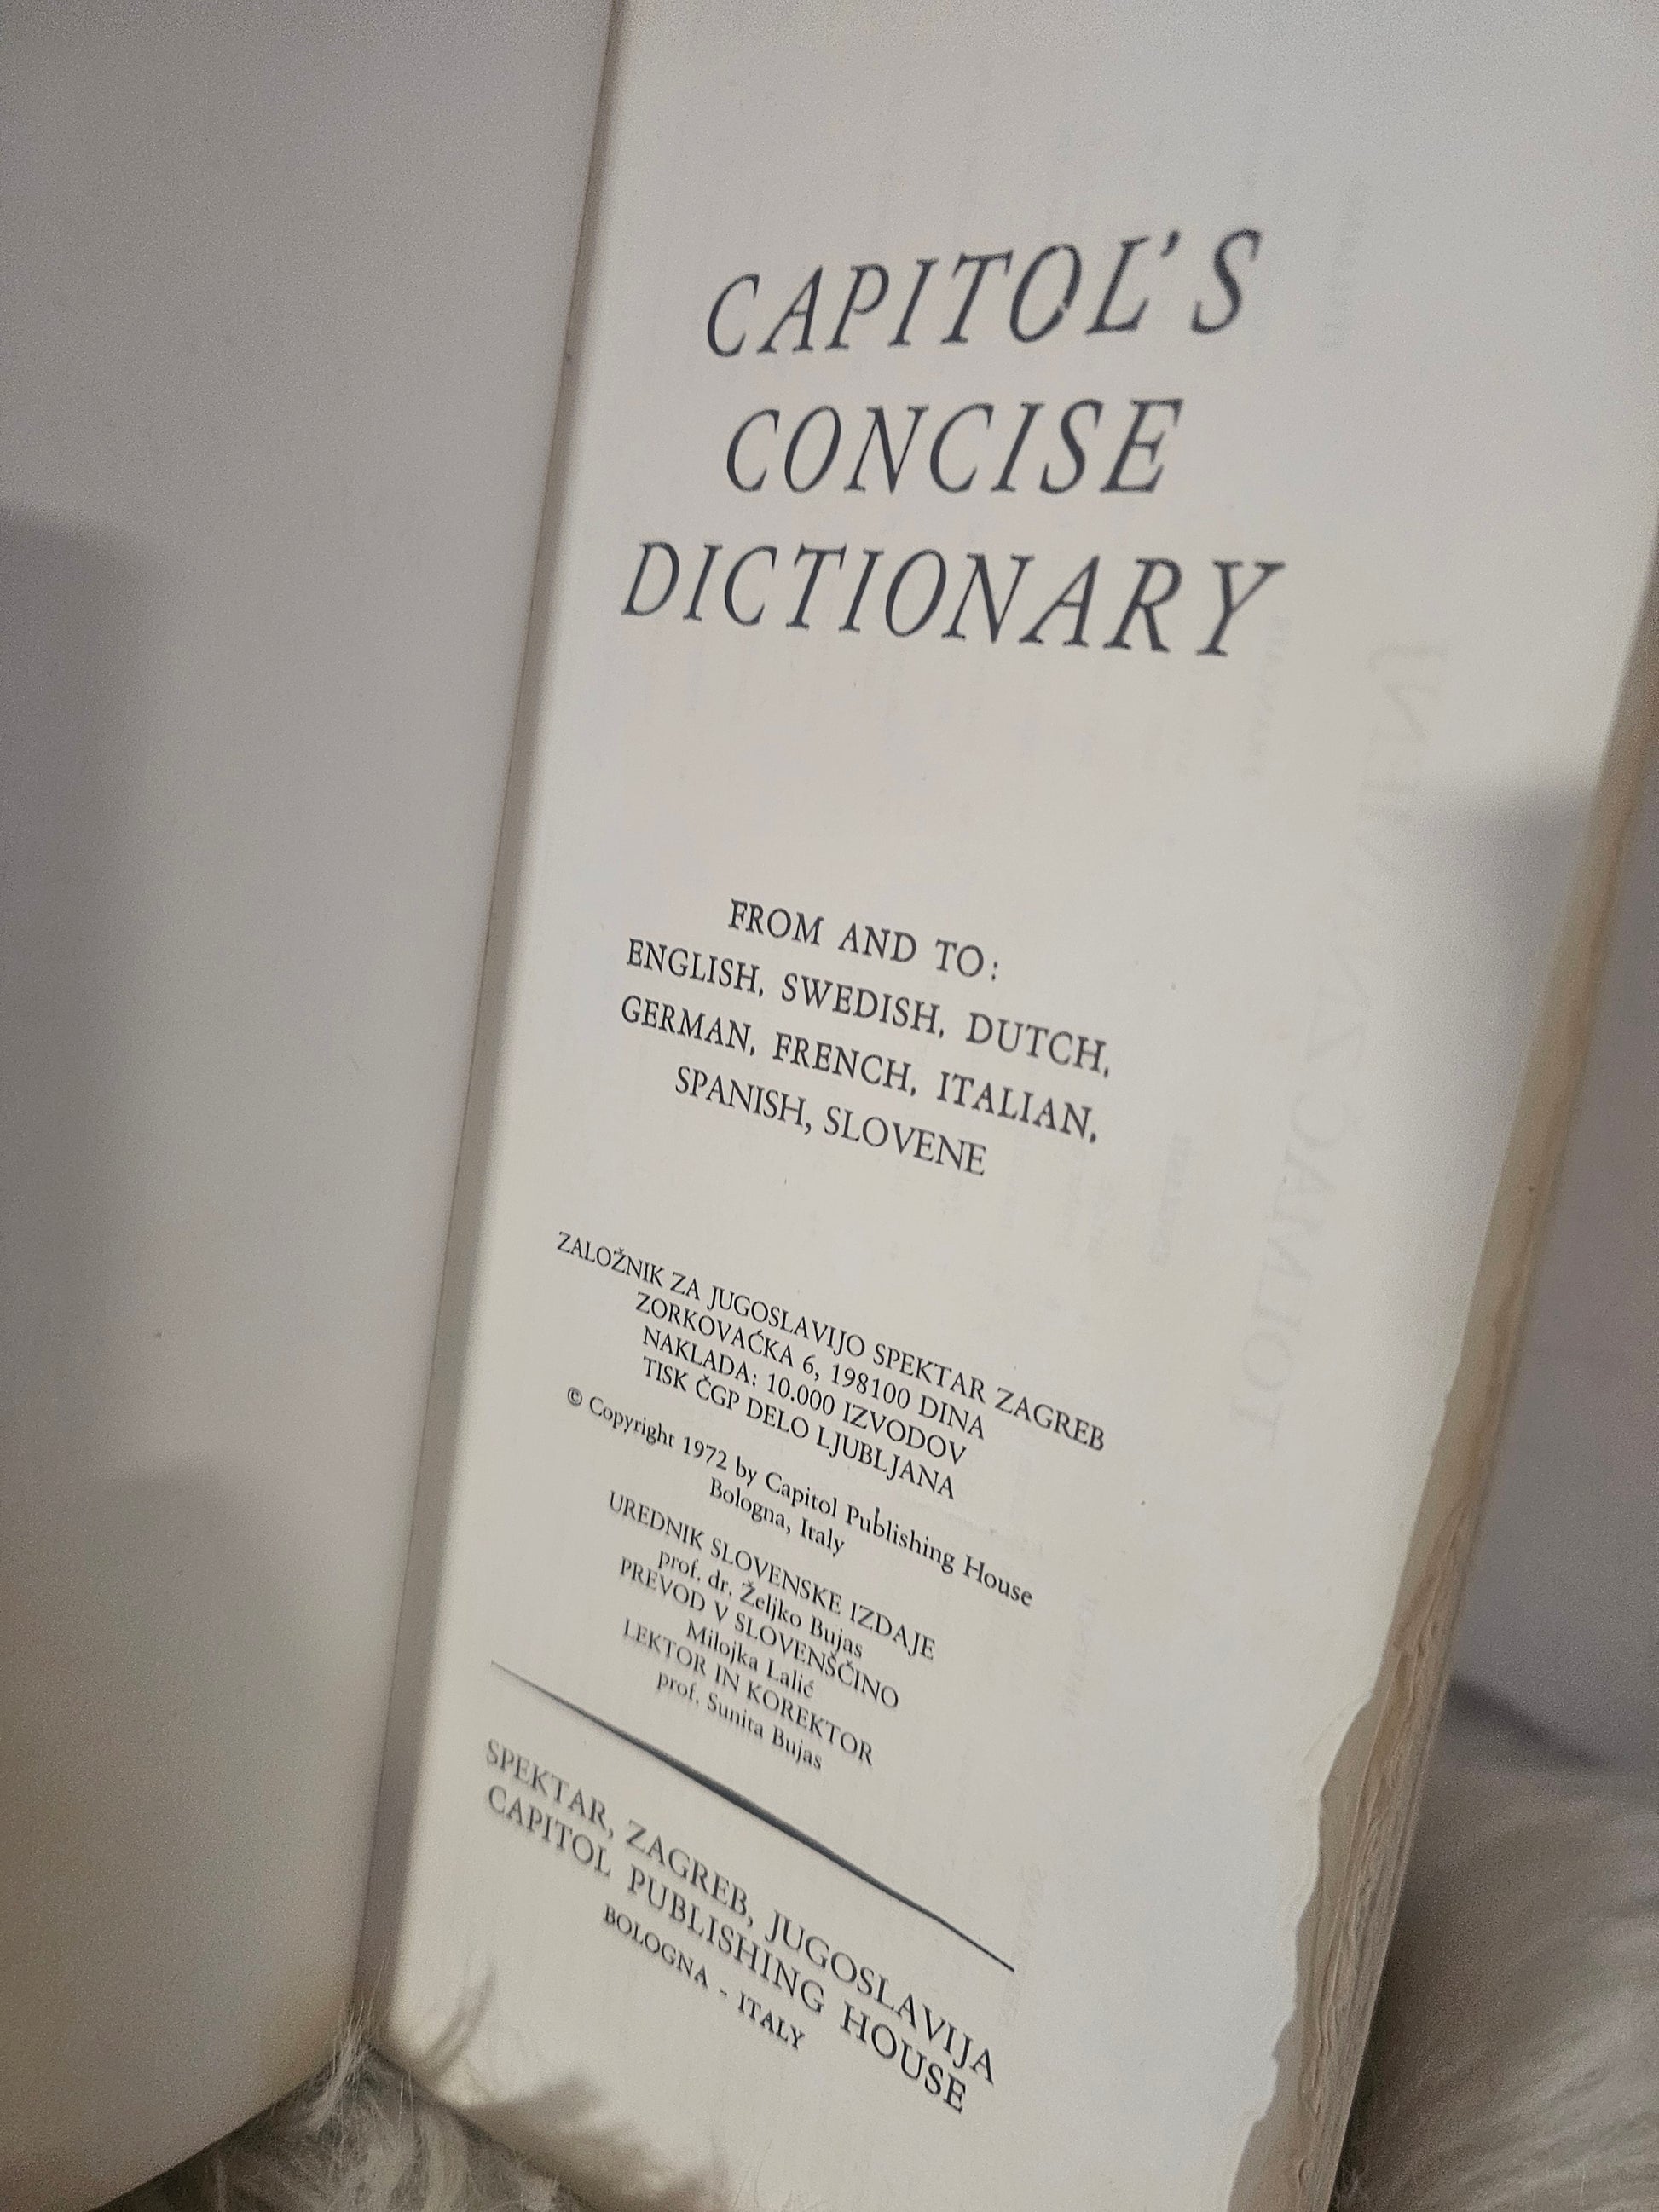 CAPITOL'S
CONCISE
DICTIONARY
FROM AND TO:
ENGLISH, SWEDISH, DUTCH,
GERMAN, FRENCH, ITALIAN,
SPANISH, SLOVENE
ZALOŽNIK ZA JUGOSLAVIJO SPEKTAR ZAGREB
ZORKOVAĆKA 6, 198100 DINA
NAKLADA: 10.000 IZVODOV
TISK ČGP DELO LJUBLJANA
© Copyright 1972 by Capitol Publishing House
Bologna, Italy
UREDNIK SLOVENSKE IZDAJE
prof. dr. Željko Bujas
PREVOD V SLOVENŠČINO
Milojka Lalić
LEKTOR IN KOREKTOR
prof. Sunita Bujas
SPEKTAR, ZAGREB, JUGOSLAVIJA
CAPITOL PUBLISHING HOUSE
BOLOGNA - ITALY